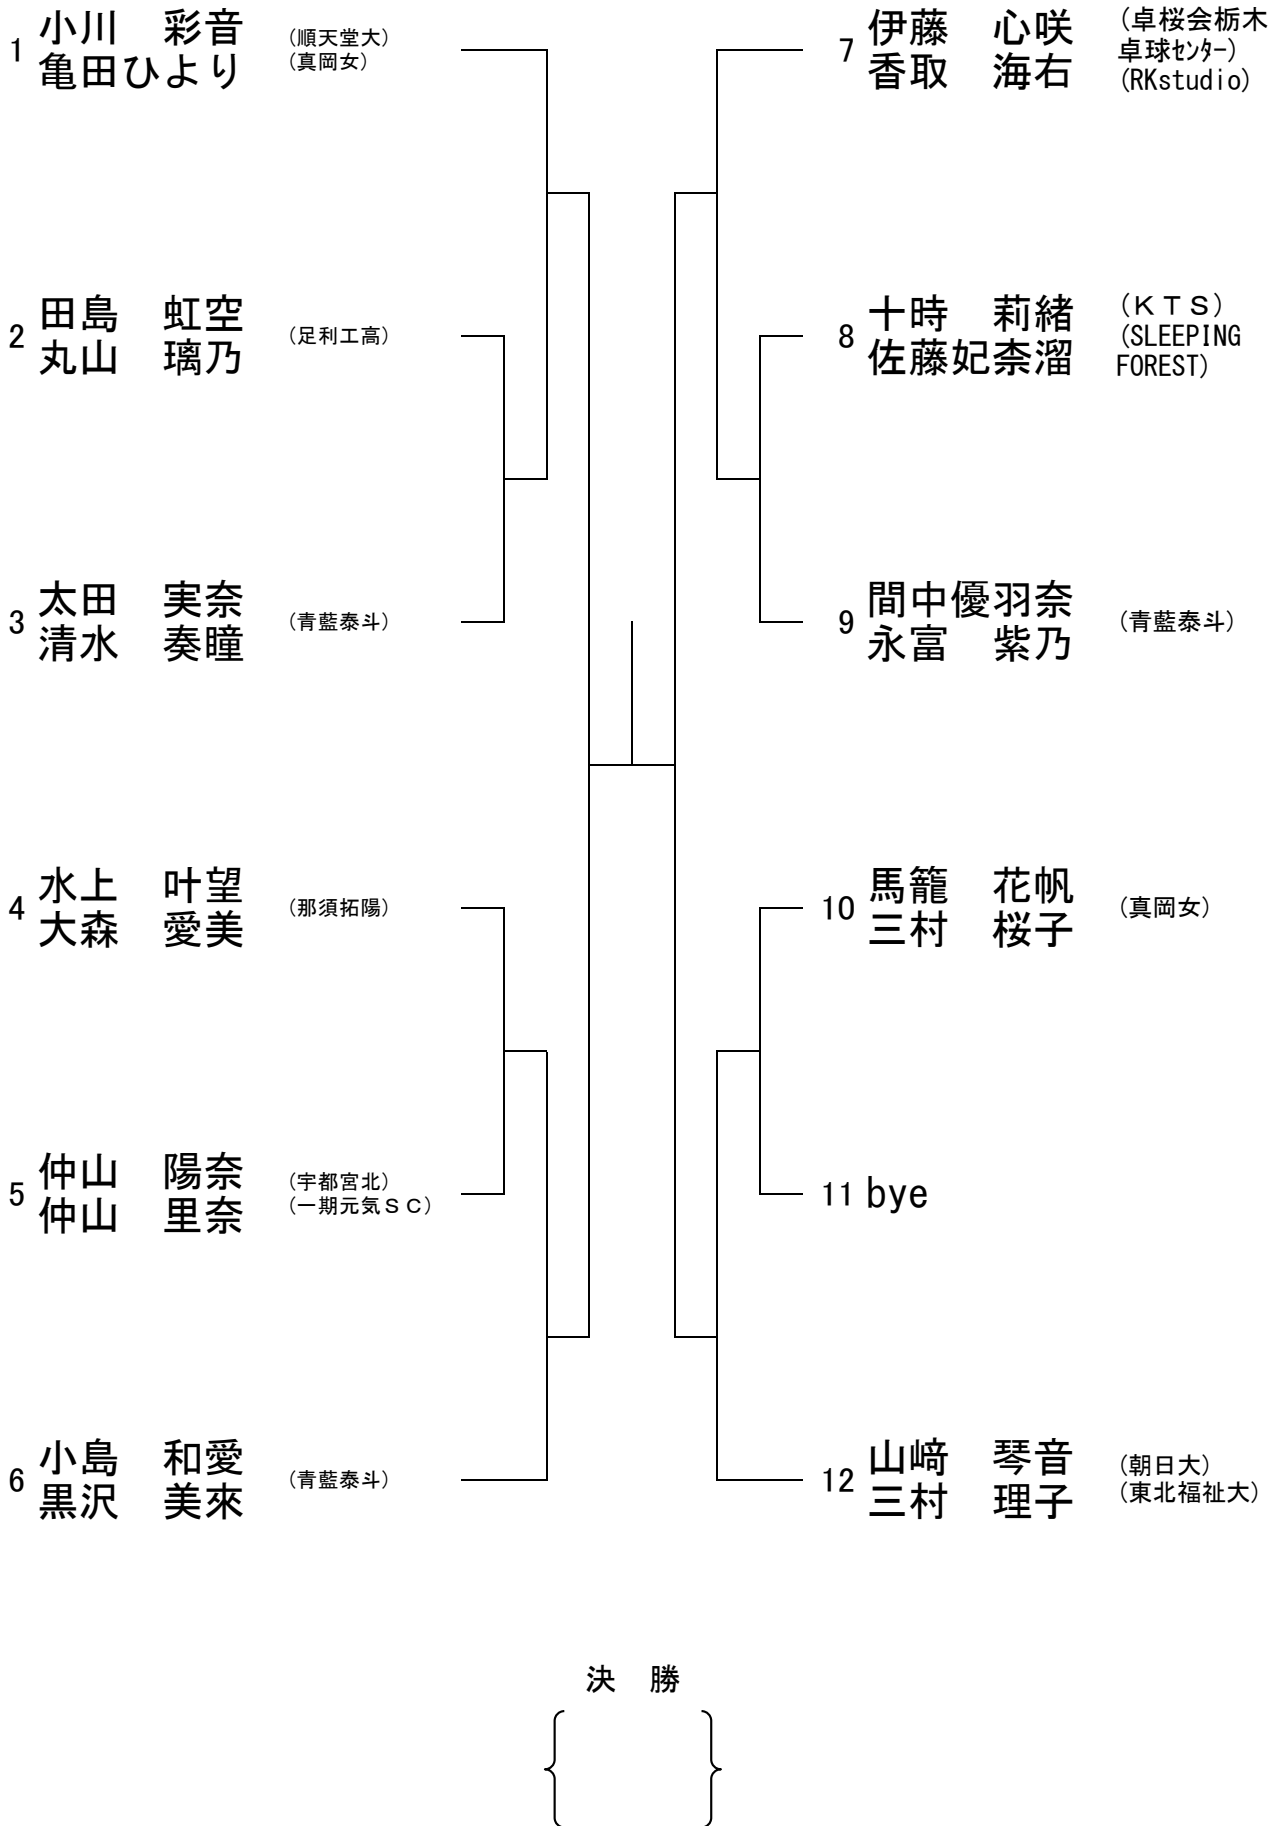 1 小川　彩音 (順天堂大)
亀田ひより (真岡女)
2 田島　虹空 (足利工高)
丸山　璃乃
3 太田　実奈 (青藍泰斗)
清水　奏瞳
4 水上　叶望 (那須拓陽)
大森　愛美
5 仲山　陽奈 (宇都宮北)
仲山　里奈 (一期元気ＳＣ)
6 小島　和愛 (青藍泰斗)
黒沢　美來
7 伊藤　心咲 (卓桜会栃木
卓球ｾﾝﾀｰ)
香取　海右 (RKstudio)
8 十時　莉緒 (ＫＴＳ)
佐藤妃柰溜 (SLEEPING
FOREST)
9 間中優羽奈 (青藍泰斗)
永富　紫乃
10 馬籠　花帆 (真岡女)
三村　桜子
11 bye
12 山﨑　琴音 (朝日大)
三村　理子 (東北福祉大)
決　勝